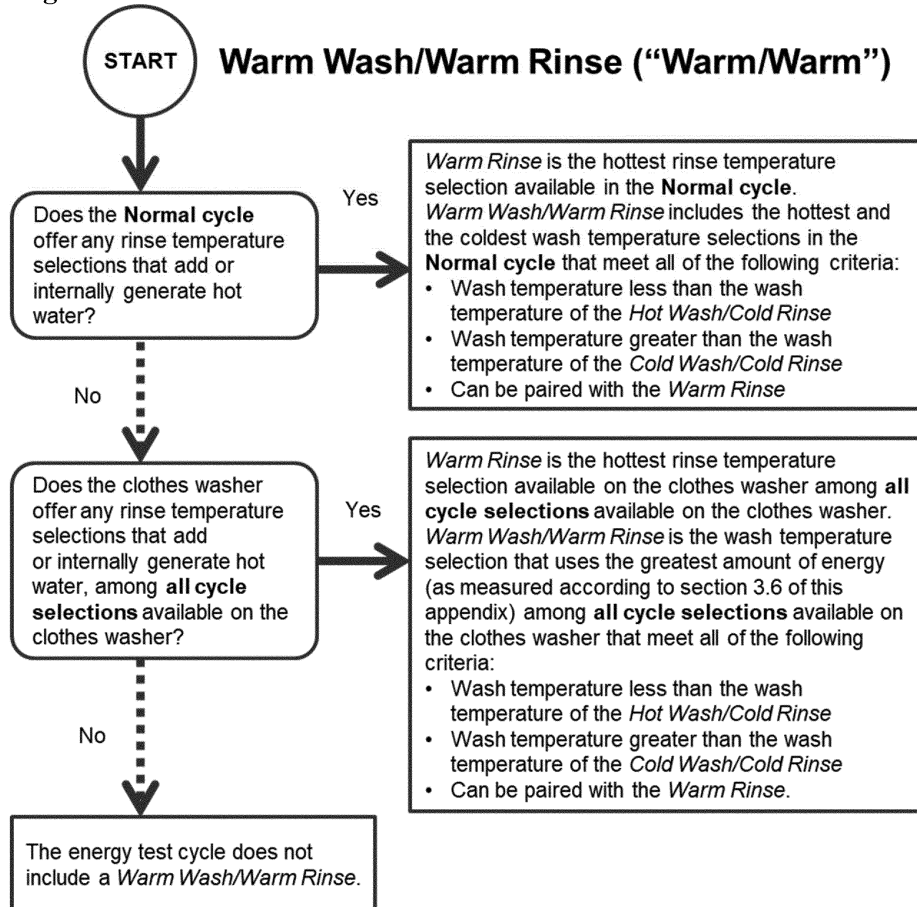 START
Warm Wash/Warm Rinse (“Warm/Warm”)
Does the Normal cycle
offer any rinse temperature
selections that add or
internally generate hot
water?
Yes
Warm Rinse is the hottest rinse temperature
selection available in the Normal cycle.
Warm Wash/Warm Rinse includes the hottest and
the coldest wash temperature selections in the
Normal cycle that meet all of the following criteria:
• Wash temperature less than the wash
temperature of the Hot Wash/Cold Rinse
• Wash temperature greater than the wash
temperature of the Cold Wash/Cold Rinse
• Can be paired with the Warm Rinse
No
Does the clothes washer
offer any rinse temperature
selections that add
or internally generate hot
water, among all cycle
selections available on the
clothes washer?
Yes
Warm Rinse is the hottest rinse temperature
selection available on the clothes washer among all
cycle selections available on the clothes washer.
Warm Wash/Warm Rinse is the wash temperature
selection that uses the greatest amount of energy
(as measured according to section 3.6 of this
appendix) among all cycle selections available on
the clothes washer that meet all of the following
criteria:
• Wash temperature less than the wash
temperature of the Hot Wash/Cold Rinse
• Wash temperature greater than the wash
temperature of the Cold Wash/Cold Rinse
• Can be paired with the Warm Rinse.
No
The energy test cycle does not
include a Warm Wash/Warm Rinse.